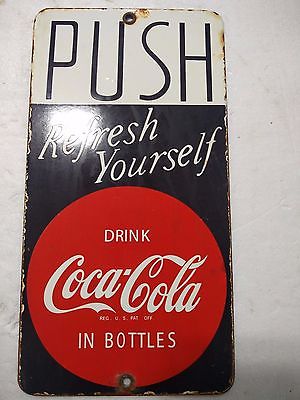 PUSH
Refresh
Yourself
DRINK
Coca-Cola
REG. U. S. PAT OFF
IN BOTTLES